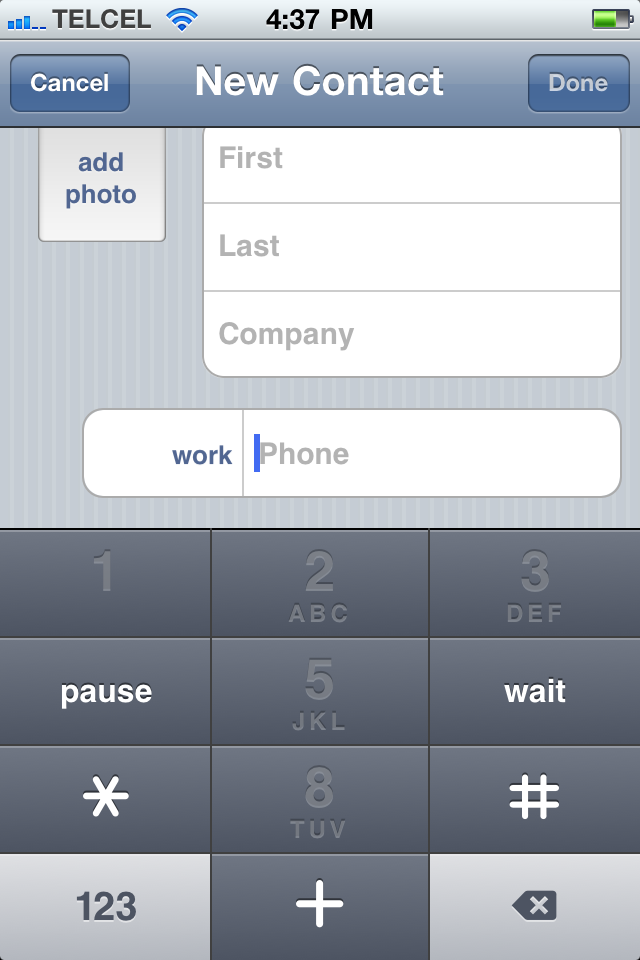 TELCEL 4:37 PM
Cancel New Contact Done
add
photo
First
Last
Company
work Phone
1 2 3
ABC DEF
pause 5 wait
JKL
* 8 #
TUV
123 +